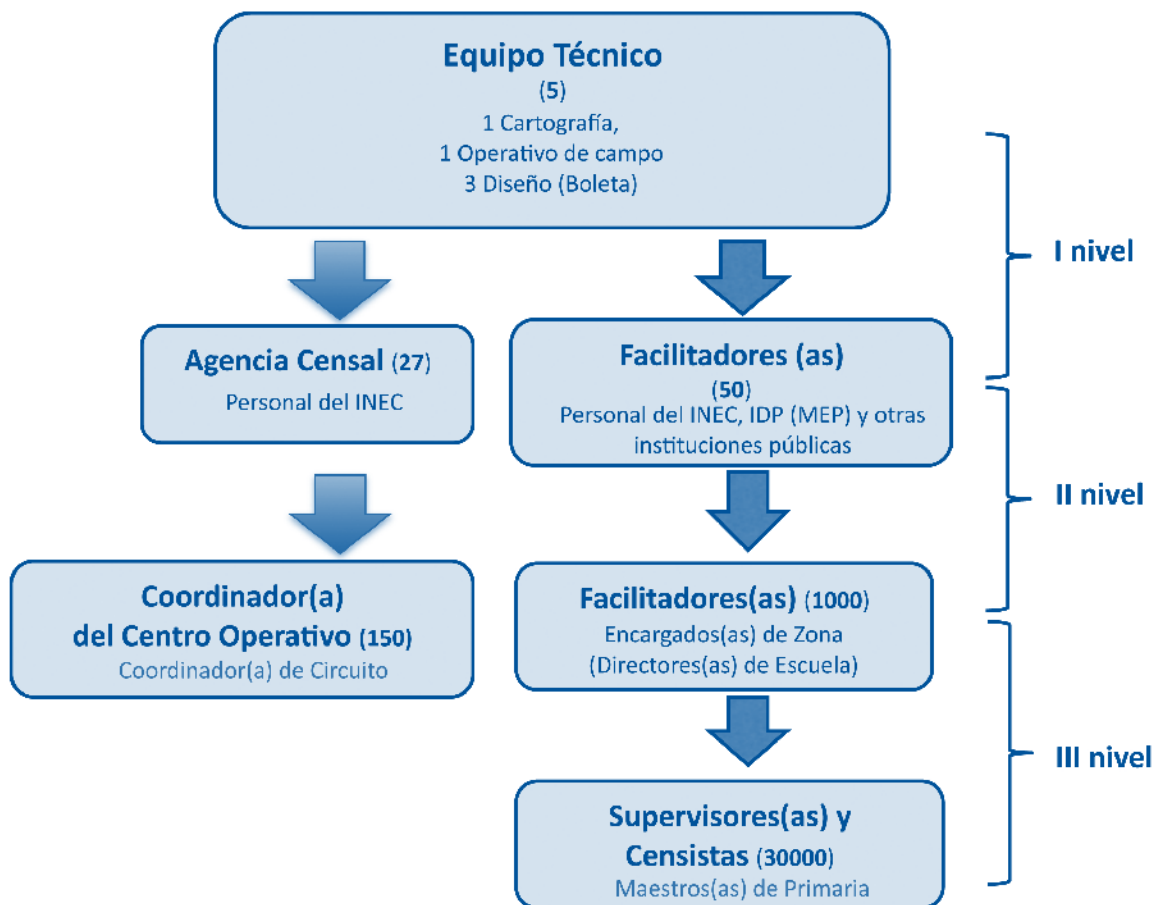 Equipo Técnico
(5)
1 Cartografía,
1 Operativo de campo
3 Diseño (Boleta)
I nivel
Agencia Censal (27)
Personal del INEC
Facilitadores (as)
(50)
Personal del INEC, IDP (MEP) y otras
instituciones públicas
II nivel
Coordinador(a)
del Centro Operativo (150)
Coordinador(a) de Circuito
Facilitadores(as) (1000)
Encargados(as) de Zona
(Directores(as) de Escuela)
III nivel
Supervisores(as) y
Censistas (30000)
Maestros(as) de Primaria